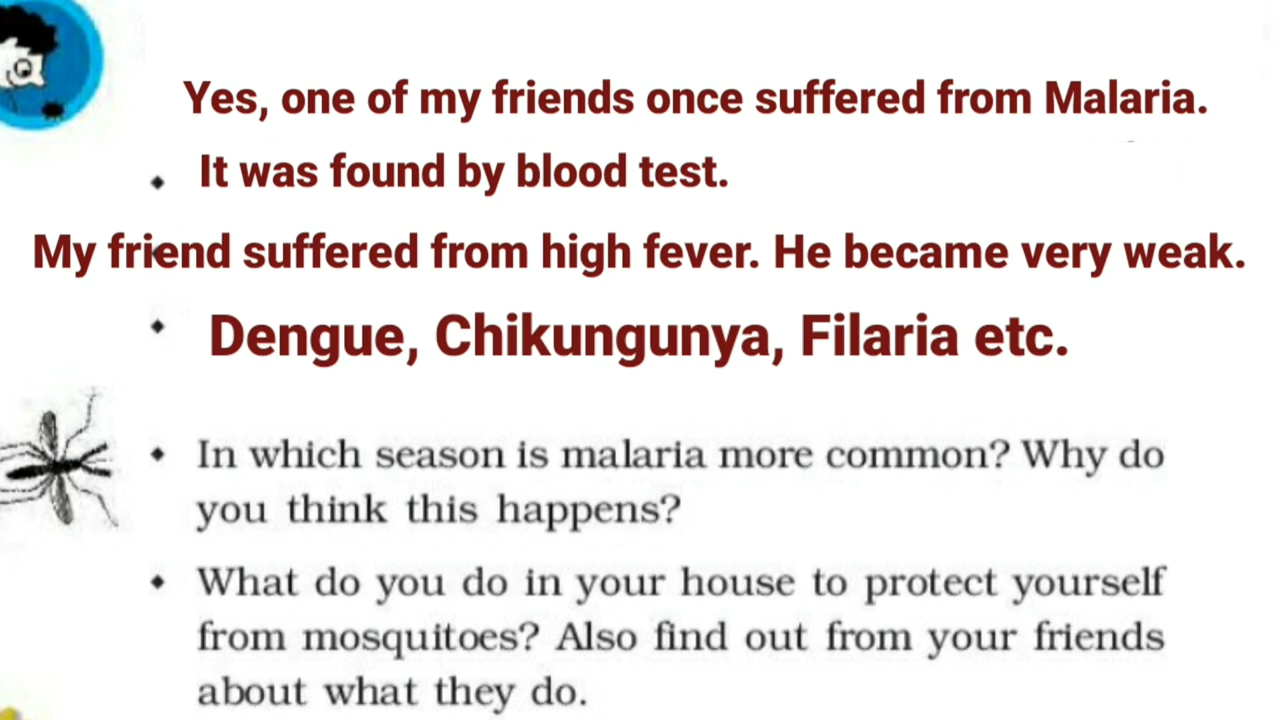 Yes, one of my friends once suffered from Malaria.
It was found by blood test.
My friend suffered from high fever. He became very weak.
Dengue, Chikungunya, Filaria etc.
In which season is malaria more common? Why do
you think this happens?
What do you do in your house to protect yourself
from mosquitoes? Also find out from your friends
about what they do.